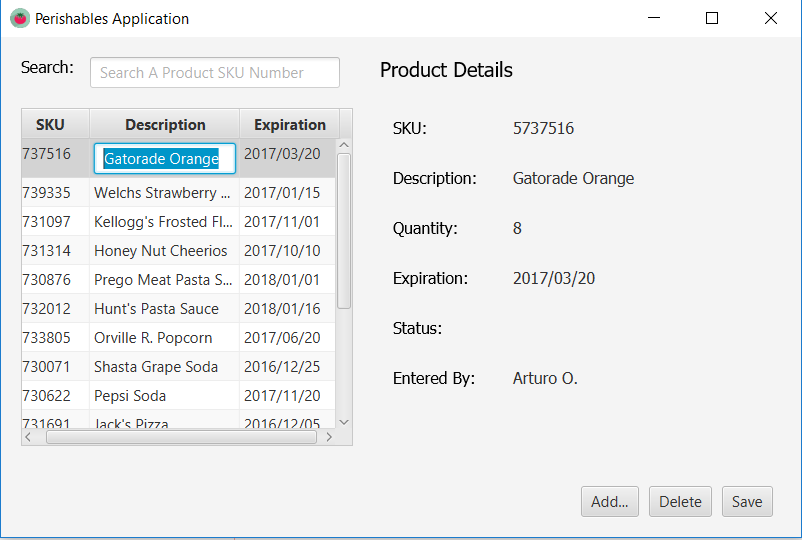 Perishables Application
Search: Search A Product SKU Number
SKU Description Expiration
737516 Gatorade Orange 2017/03/20
739335 Welchs Strawberry ... 2017/01/15
731097 Kellogg's Frosted Fl... 2017/11/01
731314 Honey Nut Cheerios 2017/10/10
730876 Prego Meat Pasta S... 2018/01/01
732012 Hunt's Pasta Sauce 2018/01/16
733805 Orville R. Popcorn 2017/06/20
730071 Shasta Grape Soda 2016/12/25
730622 Pepsi Soda 2017/11/20
731691 Jack's Pizza 2016/12/05
Product Details
SKU: 5737516
Description: Gatorade Orange
Quantity: 8
Expiration: 2017/03/20
Status:
Entered By: Arturo O.
Add... Delete Save